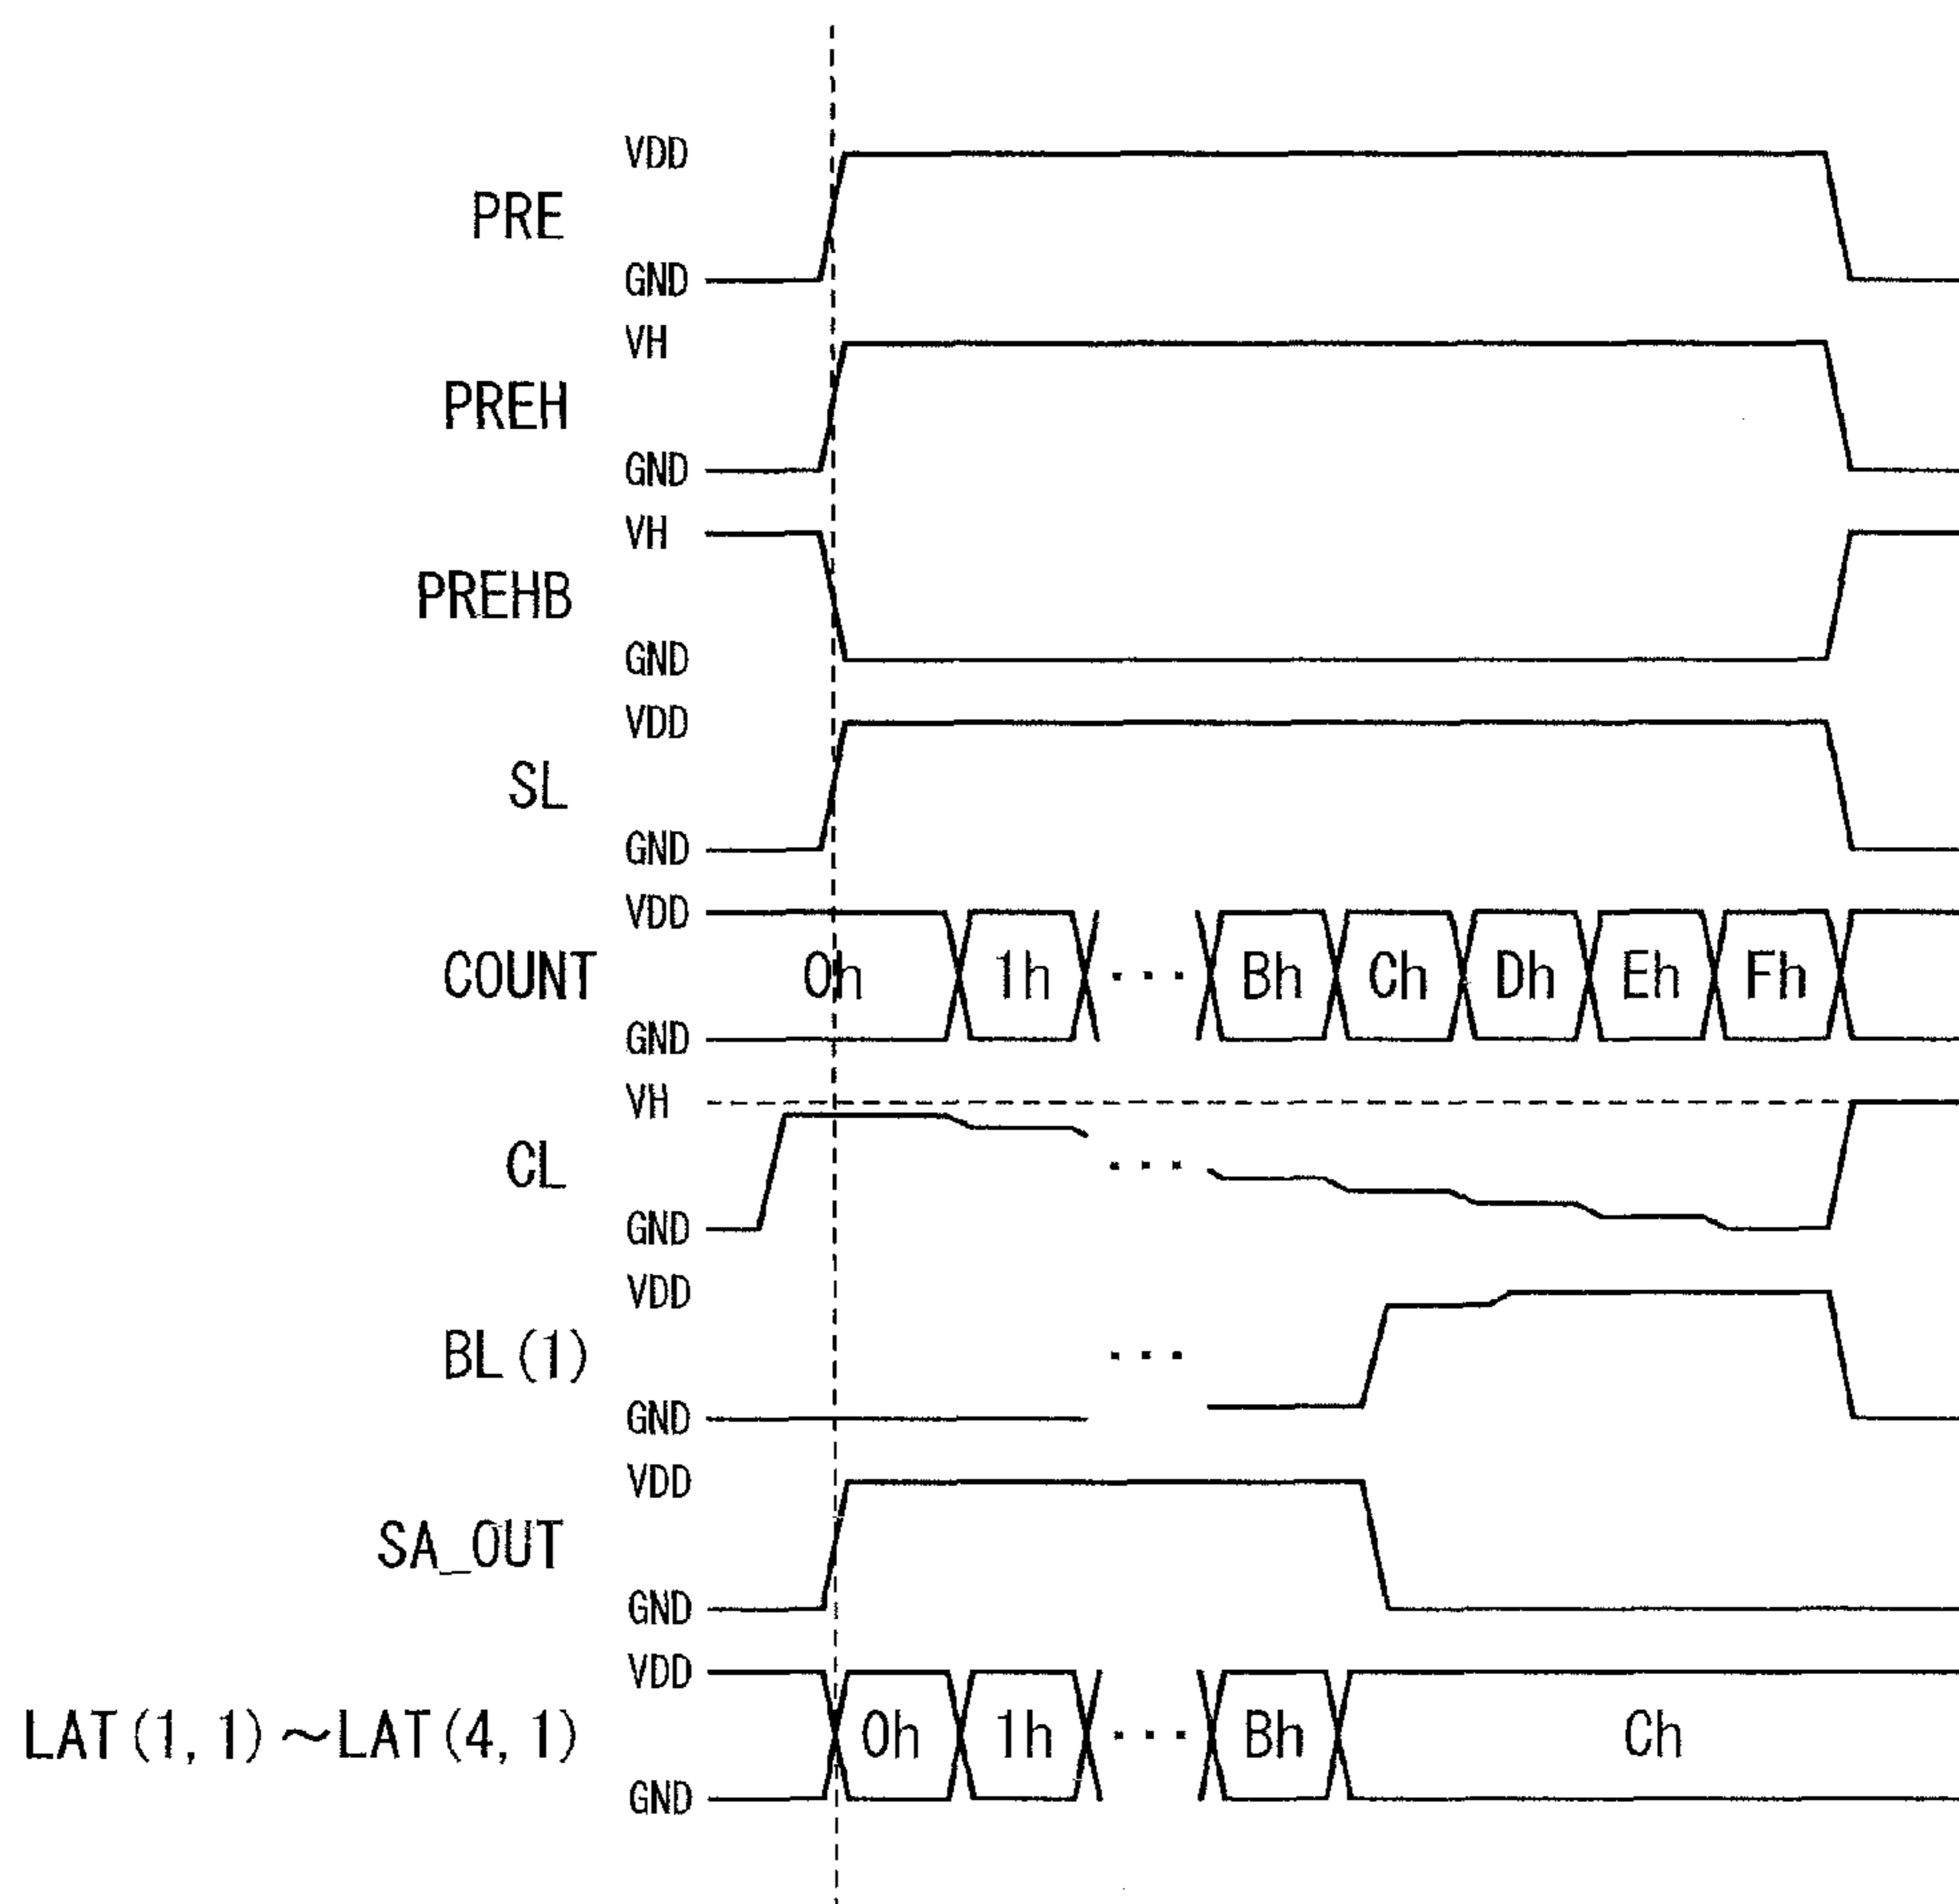 VDD
PRE
GND
VH
PREH
GND
VH
PREHB
GND
VDD
SL
GND
VDD
COUNT 0h 1h ... Bh Ch Dh Eh Fh
GND
VH
CL ...
GND
VDD
BL(1) ...
GND
VDD
SA_OUT
GND
VDD
LAT(1,1)~LAT(4,1) 0h 1h ... Bh Ch
GND